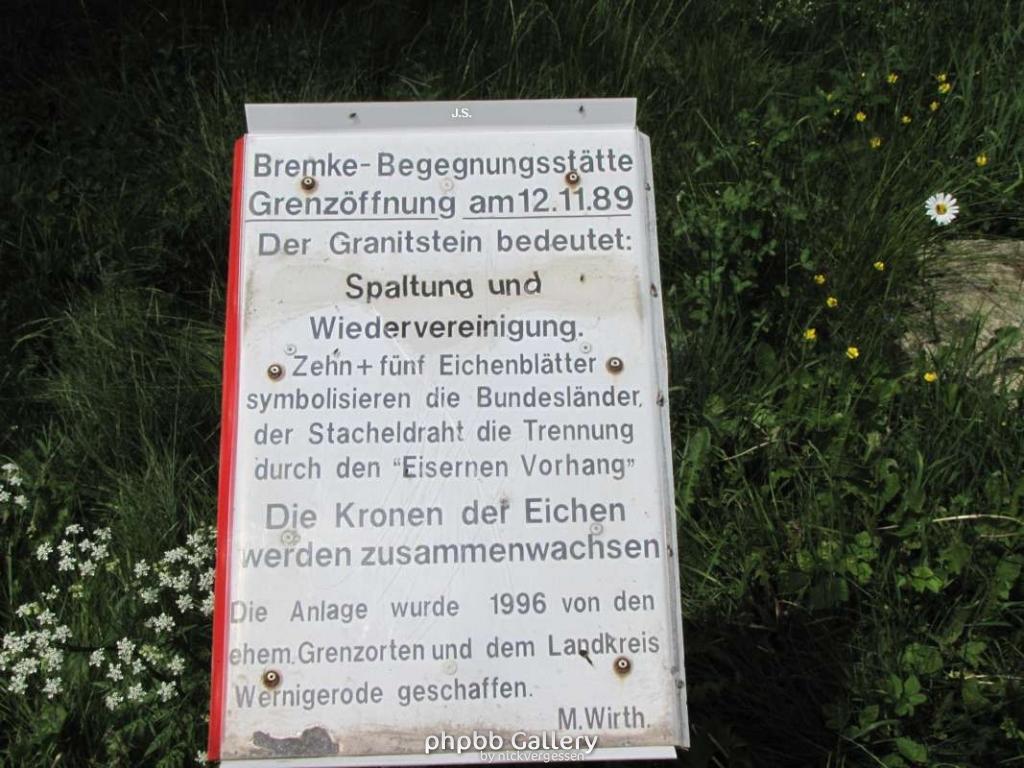 J.S.
Bremke-Begegnungsstätte
Grenzöffnung am 12.11.89
Der Granitstein bedeutet:
Spaltung und
Wiedervereinigung.
Zehn + fünf Eichenblätter
symbolisieren die Bundesländer,
der Stacheldraht die Trennung
durch den “Eisernen Vorhang”
Die Kronen der Eichen
werden zusammenwachsen
Die Anlage wurde 1996 von den
ehem. Grenzorten und dem Landkreis
Wernigerode geschaffen.
M. Wirth.
phpbb Gallery
by nickvergessen